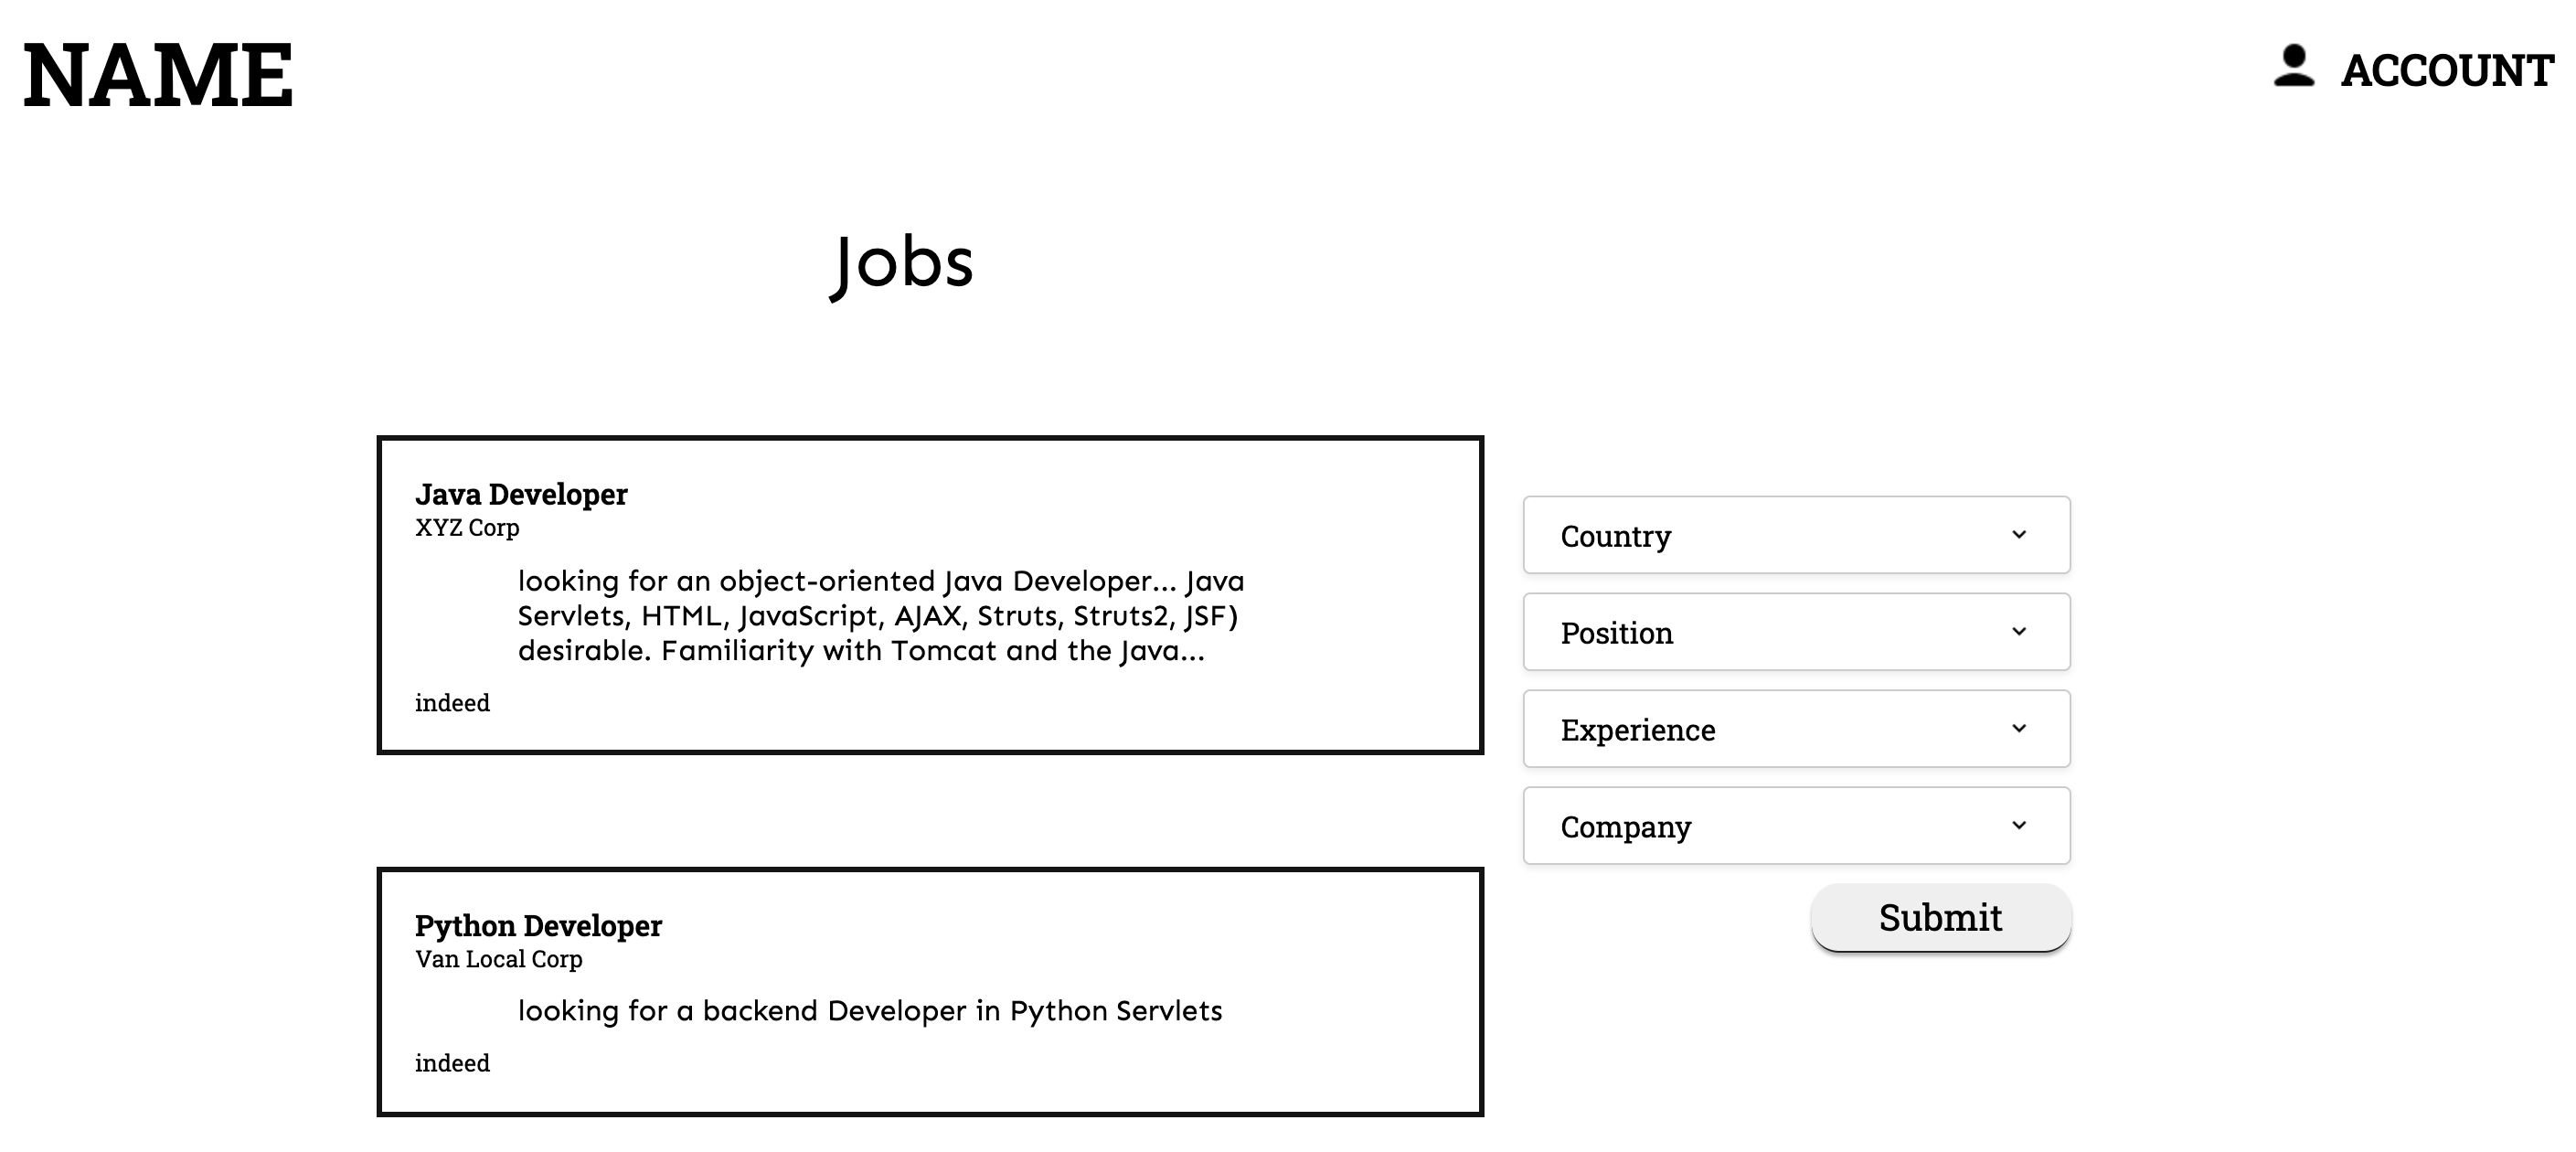 NAME
ACCOUNT
Jobs
Java Developer
XYZ Corp
looking for an object-oriented Java Developer... Java
Servlets, HTML, JavaScript, AJAX, Struts, Struts2, JSF)
desirable. Familiarity with Tomcat and the Java...
indeed
Python Developer
Van Local Corp
looking for a backend Developer in Python Servlets
indeed
Country
Position
Experience
Company
Submit